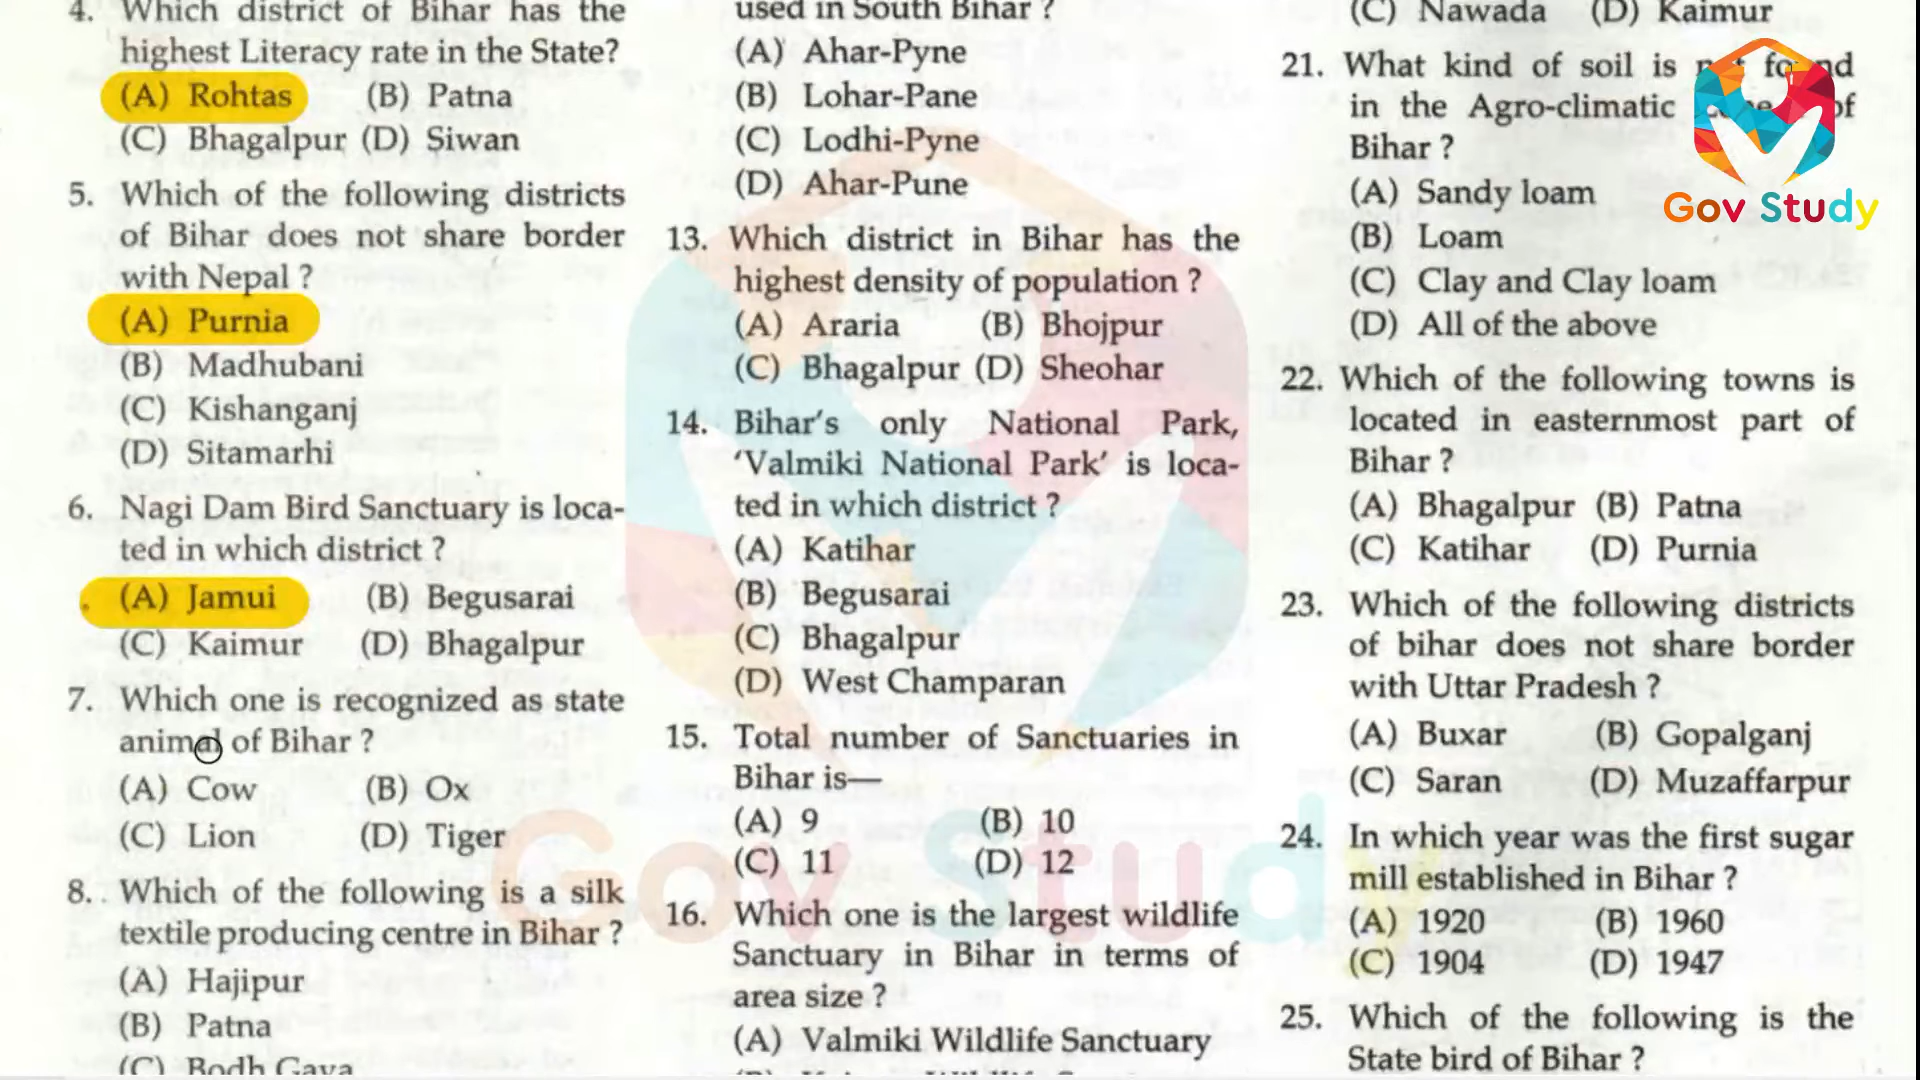 4. Which district of Bihar has the
highest Literacy rate in the State?
(A) Rohtas (B) Patna
(C) Bhagalpur (D) Siwan
5. Which of the following districts
of Bihar does not share border
with Nepal ?
(A) Purnia
(B) Madhubani
(C) Kishanganj
(D) Sitamarhi
6. Nagi Dam Bird Sanctuary is loca-
ted in which district ?
(A) Jamui (B) Begusarai
(C) Kaimur (D) Bhagalpur
7. Which one is recognized as state
animal of Bihar ?
(A) Cow (B) Ox
(C) Lion (D) Tiger
8. Which of the following is a silk
textile producing centre in Bihar ?
(A) Hajipur
(B) Patna
(C) Bodh Gaya
used in South Bihar ?
(A) Ahar-Pyne
(B) Lohar-Pane
(C) Lodhi-Pyne
(D) Ahar-Pune
13. Which district in Bihar has the
highest density of population ?
(A) Araria (B) Bhojpur
(C) Bhagalpur (D) Sheohar
14. Bihar's only National Park,
'Valmiki National Park' is loca-
ted in which district ?
(A) Katihar
(B) Begusarai
(C) Bhagalpur
(D) West Champaran
15. Total number of Sanctuaries in
Bihar is—
(A) 9 (B) 10
(C) 11 (D) 12
16. Which one is the largest wildlife
Sanctuary in Bihar in terms of
area size ?
(A) Valmiki Wildlife Sanctuary
(C) Nawada (D) Kaimur
21. What kind of soil is not found
in the Agro-climatic of
Bihar ?
(A) Sandy loam
(B) Loam
(C) Clay and Clay loam
(D) All of the above
22. Which of the following towns is
located in easternmost part of
Bihar ?
(A) Bhagalpur (B) Patna
(C) Katihar (D) Purnia
23. Which of the following districts
of bihar does not share border
with Uttar Pradesh ?
(A) Buxar (B) Gopalganj
(C) Saran (D) Muzaffarpur
24. In which year was the first sugar
mill established in Bihar ?
(A) 1920 (B) 1960
(C) 1904 (D) 1947
25. Which of the following is the
State bird of Bihar ?
Gov Study
Gov Study